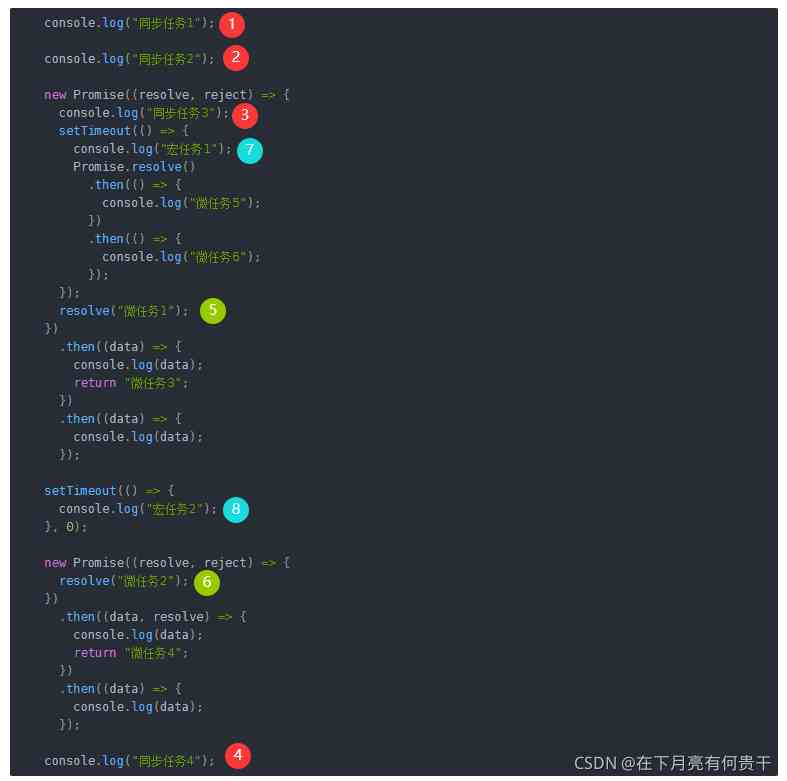 console.log("同步任务1"); 1
console.log("同步任务2"); 2
new Promise((resolve, reject) => {
console.log("同步任务3"); 3
setTimeout(() => {
console.log("宏任务1"); 7
Promise.resolve()
.then(() => {
console.log("微任务5");
})
.then(() => {
console.log("微任务6");
});
});
resolve("微任务1"); 5
})
.then((data) => {
console.log(data);
return "微任务3";
})
.then((data) => {
console.log(data);
});
setTimeout(() => {
console.log("宏任务2"); 8
}, 0);
new Promise((resolve, reject) => {
resolve("微任务2"); 6
})
.then((data, resolve) => {
console.log(data);
return "微任务4";
})
.then((data) => {
console.log(data);
});
console.log("同步任务4"); 4
CSDN @在下月亮有何贵干